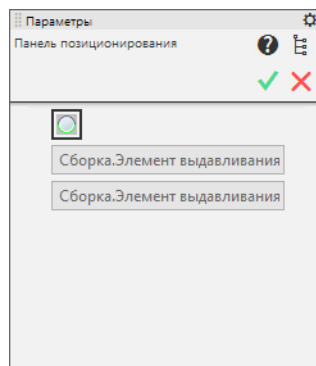 Параметры
Панель позиционирования
Сборка.Элемент выдавливания
Сборка.Элемент выдавливания